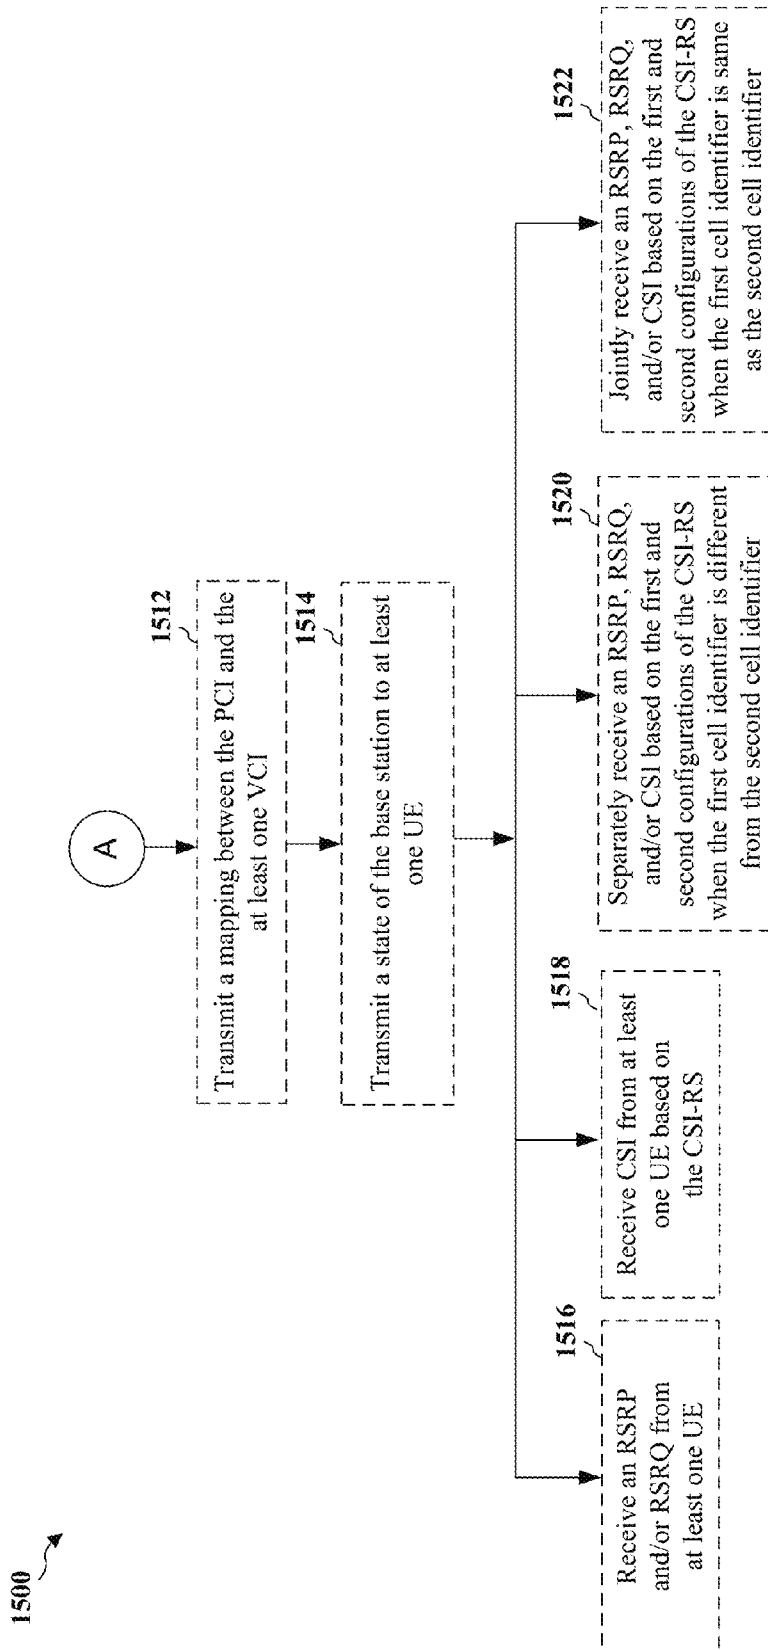 1500
A
1512
Transmit a mapping between the PCI and the
at least one VCI
1514
Transmit a state of the base station to at least
one UE
1516
Receive an RSRP
and/or RSRQ from
at least one UE
1518
Receive CSI from at least
one UE based on
the CSI-RS
1520
Separately receive an RSRP, RSRQ,
and/or CSI based on the first and
second configurations of the CSI-RS
when the first cell identifier is different
from the second cell identifier
1522
Jointly receive an RSRP, RSRQ,
and/or CSI based on the first and
second configurations of the CSI-RS
when the first cell identifier is same
as the second cell identifier